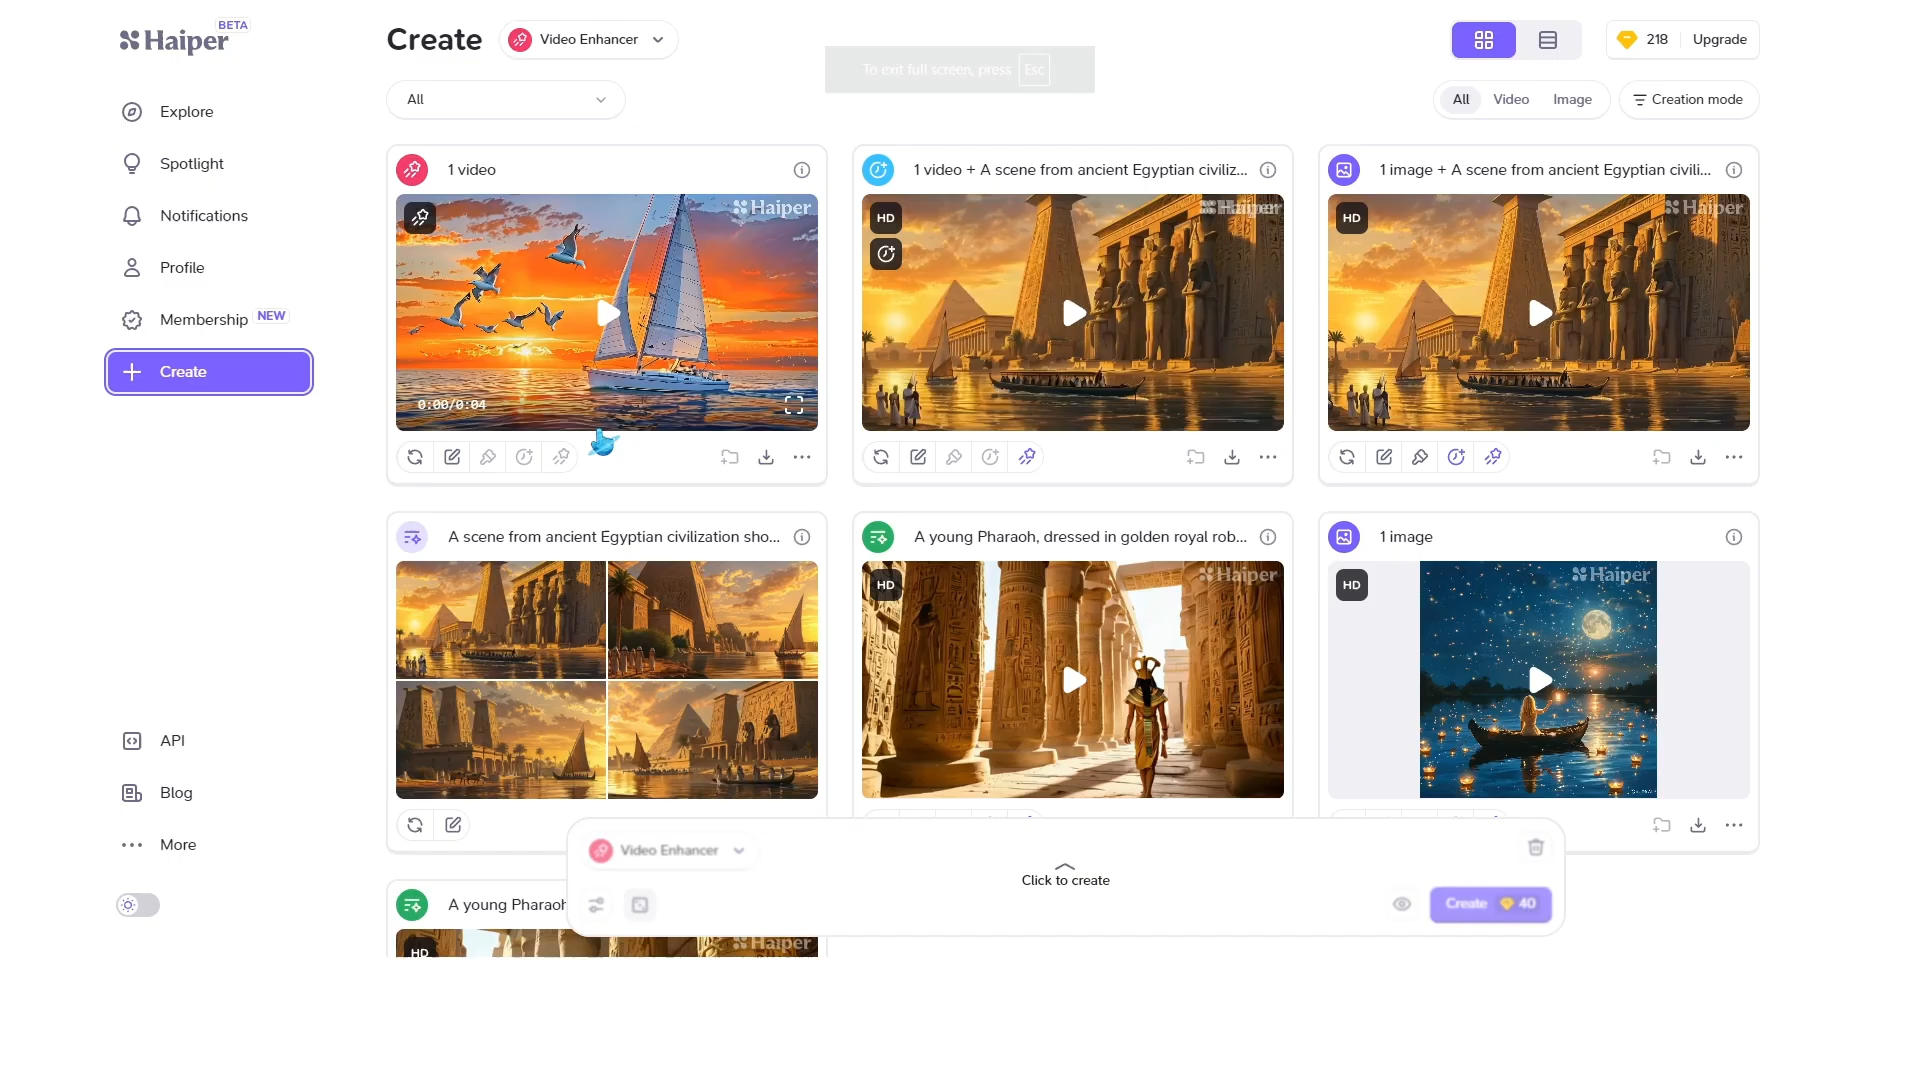 Haiper BETA
Create
Video Enhancer
218
Upgrade
To exit full screen, press Esc
All
All
Video
Image
Creation mode
Explore
Spotlight
Notifications
Profile
Membership NEW
Create
API
Blog
More
1 video
Haiper
0:00/0:04
1 video + A scene from ancient Egyptian civiliz...
HD
Haiper
1 image + A scene from ancient Egyptian civili...
HD
Haiper
A scene from ancient Egyptian civilization sho...
A young Pharaoh, dressed in golden royal rob...
HD
Haiper
1 image
HD
Haiper
A young Pharaoh
HD
Haiper
Video Enhancer
Click to create
Create 40